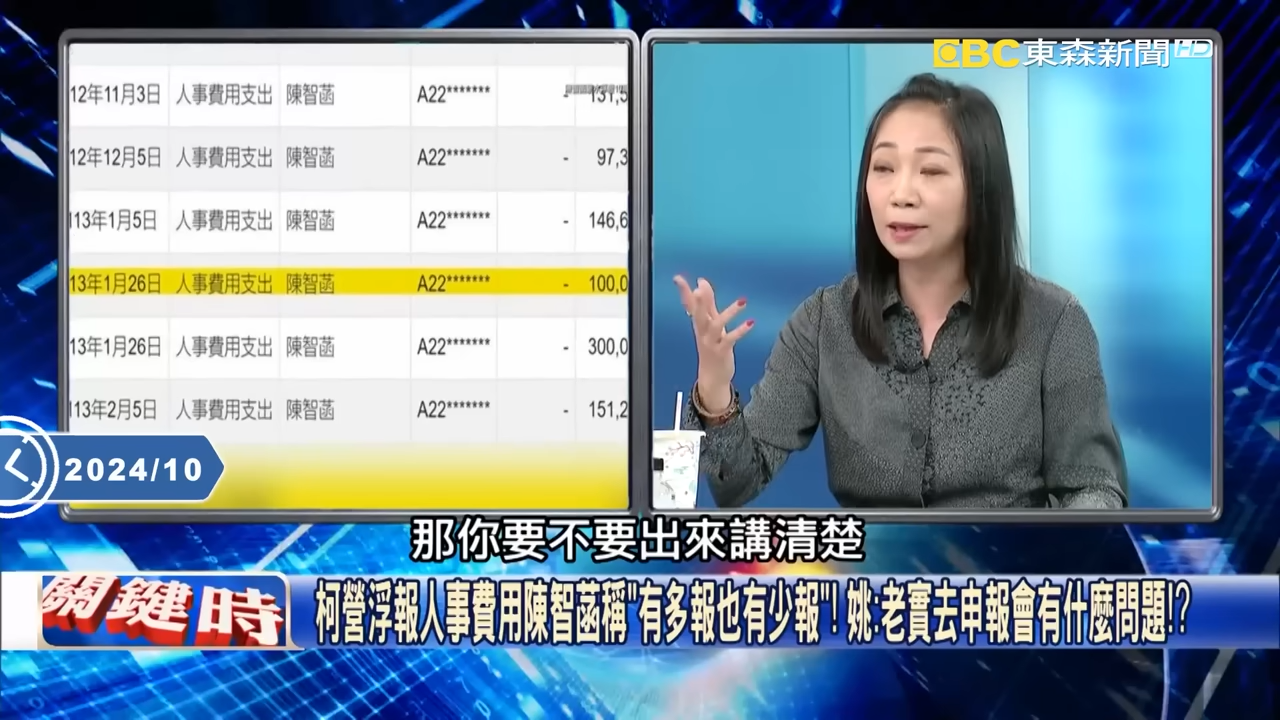 EBC 東森新聞 HD
12年11月3日 人事費用支出 陳智菡 A22******* - 151,5
12年12月5日 人事費用支出 陳智菡 A22******* - 97,3
113年1月5日 人事費用支出 陳智菡 A22******* - 146,6
13年1月26日 人事費用支出 陳智菡 A22******* - 100,0
13年1月26日 人事費用支出 陳智菡 A22******* - 300,0
113年2月5日 人事費用支出 陳智菡 A22******* - 151,2
2024/10
那你要不要出來講清楚
關鍵時
柯營浮報人事費用陳智菡稱"有多報也有少報"! 姚:老實去申報會有什麼問題!?